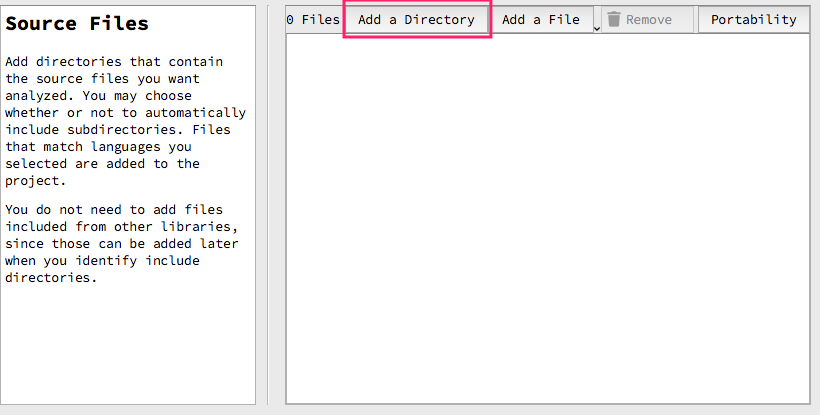 Source Files
Add directories that contain
the source files you want
analyzed. You may choose
whether or not to automatically
include subdirectories. Files
that match languages you
selected are added to the
project.
You do not need to add files
included from other libraries,
since those can be added later
when you identify include
directories.
0 Files Add a Directory Add a File Remove Portability